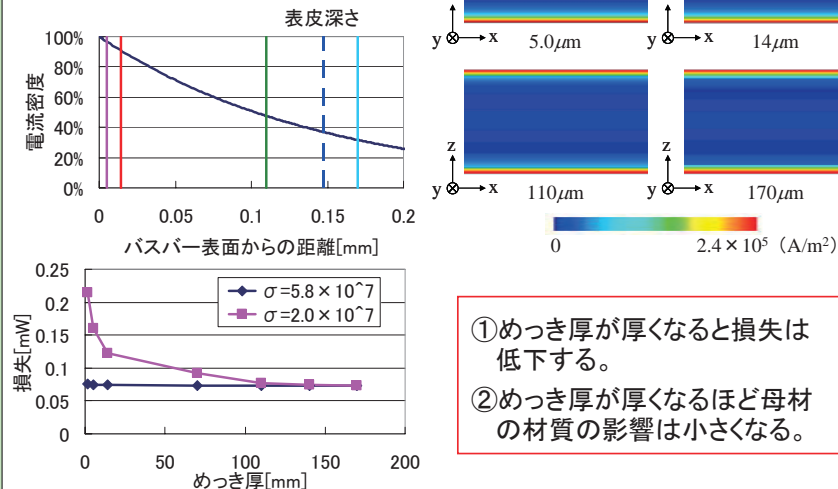 表皮深さ
100%
80%
60%
40%
20%
0%
電流密度
0
0.05
0.1
0.15
0.2
バスバー表面からの距離[mm]
y
x
5.0μm
y
x
14μm
z
y
x
110μm
z
y
x
170μm
0
2.4×10⁵ (A/m²)
0.25
0.2
0.15
0.1
0.05
0
損失[mW]
σ=5.8×10^7
σ=2.0×10^7
0
50
100
150
200
めっき厚[mm]
①めっき厚が厚くなると損失は
低下する。
②めっき厚が厚くなるほど母材
の材質の影響は小さくなる。